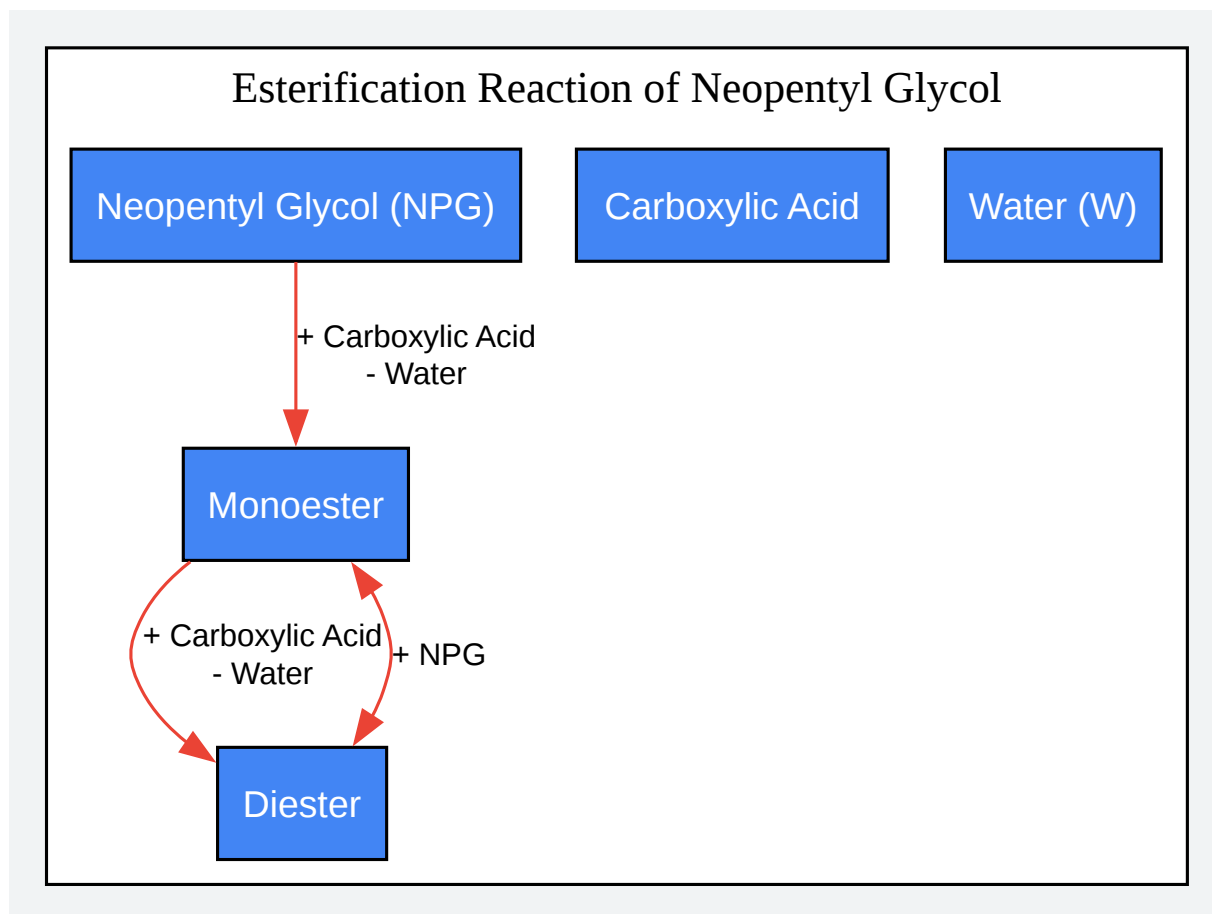 Esterification Reaction of Neopentyl Glycol
Neopentyl Glycol (NPG)
Carboxylic Acid
Water (W)
+ Carboxylic Acid
- Water
Monoester
+ Carboxylic Acid
- Water
+ NPG
Diester